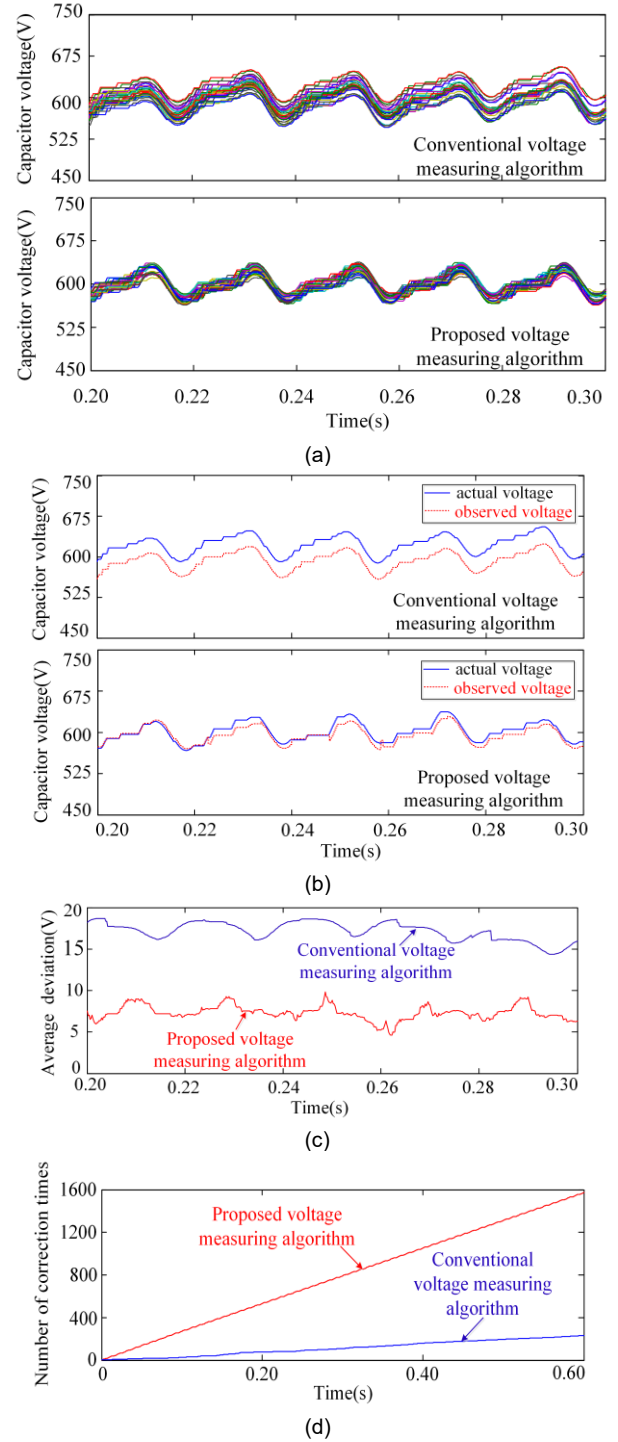 750
675
600
525
450
Capacitor voltage(V)
Conventional voltage
measuring algorithm
750
675
600
525
450
Capacitor voltage(V)
Proposed voltage
measuring algorithm
0.20 0.22 0.24 0.26 0.28 0.30
Time(s)
(a)
750
675
600
525
450
Capacitor voltage(V)
actual voltage
observed voltage
Conventional voltage
measuring algorithm
750
675
600
525
450
Capacitor voltage(V)
actual voltage
observed voltage
Proposed voltage
measuring algorithm
0.20 0.22 0.24 0.26 0.28 0.30
Time(s)
(b)
20
15
10
5
0
Average deviation(V)
Conventional voltage
measuring algorithm
Proposed voltage
measuring algorithm
0.20 0.22 0.24 0.26 0.28 0.30
Time(s)
(c)
1600
1200
800
400
0
Number of correction times
Proposed voltage
measuring algorithm
Conventional
voltage measuring
algorithm
0 0.20 0.40 0.60
Time(s)
(d)